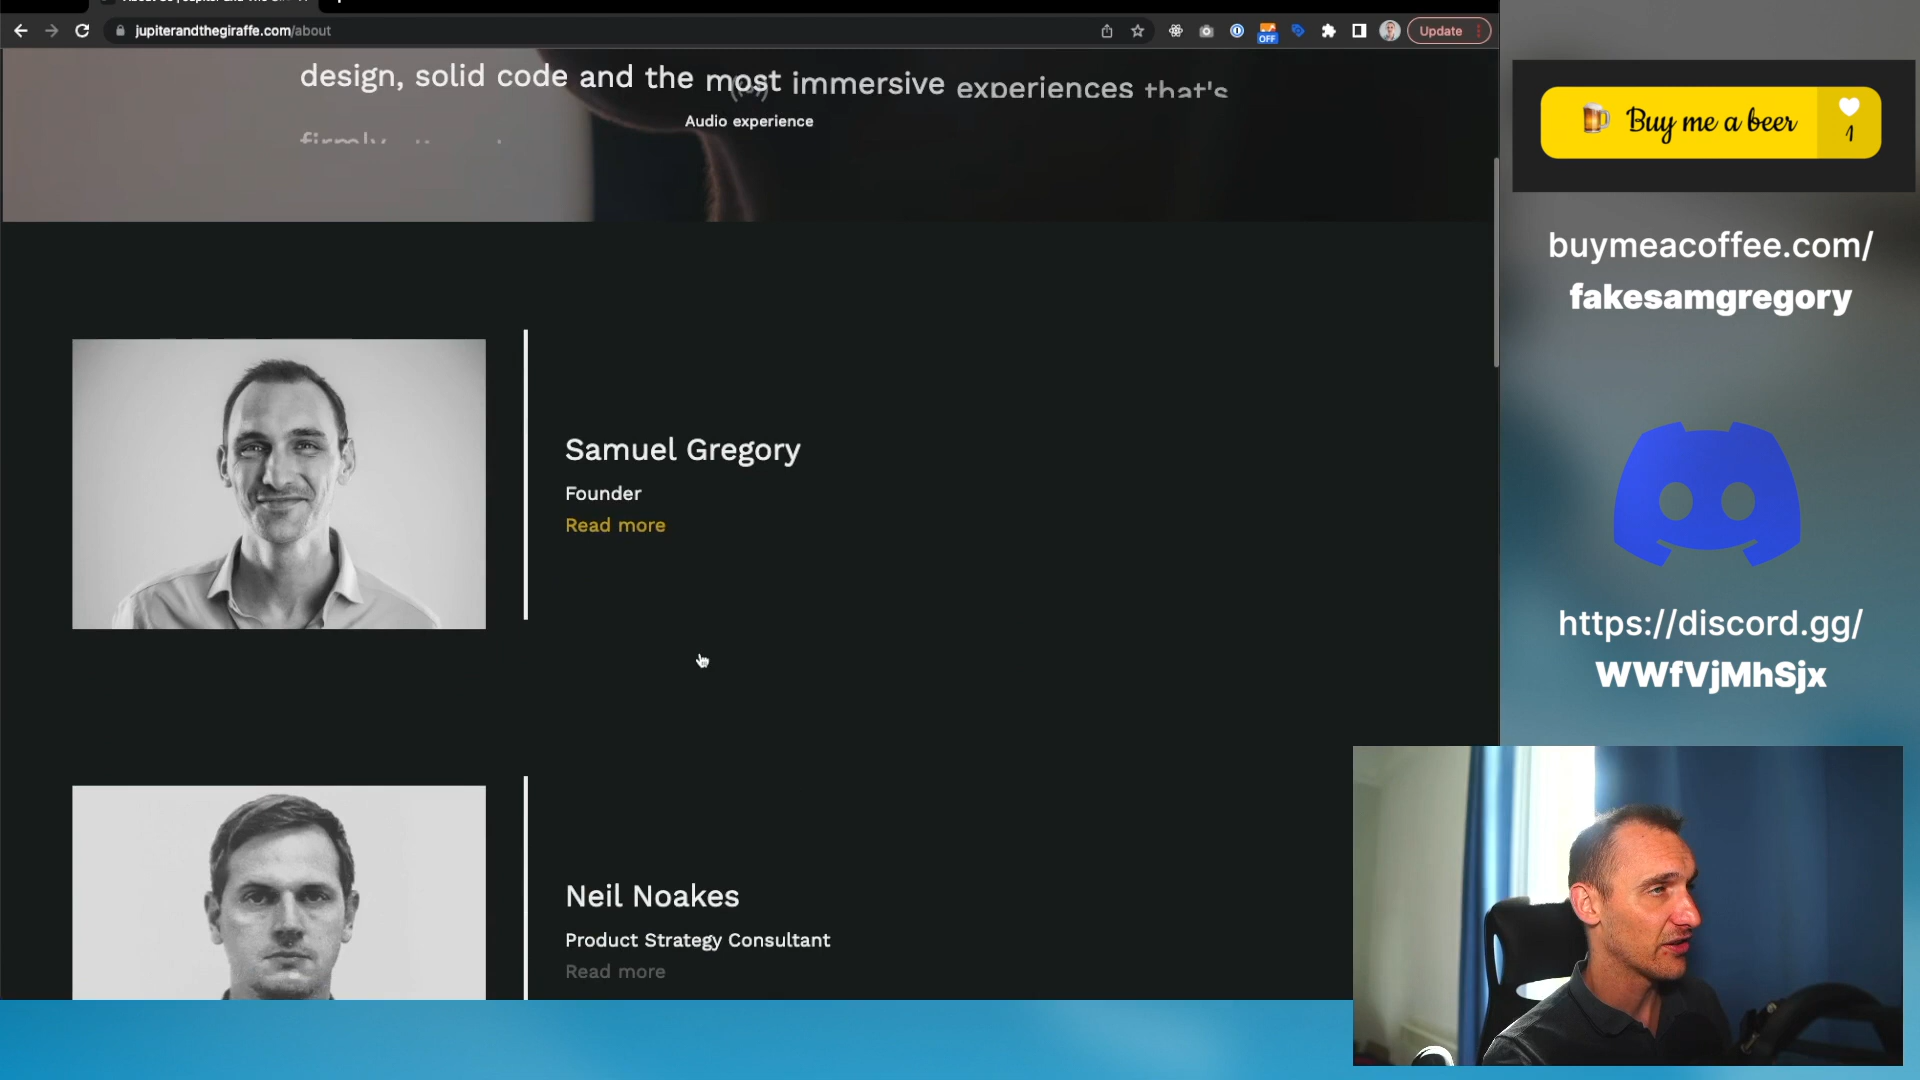 jupiterandthegiraffe.com/about
OFF
Update
design, solid code and the most immersive experiences that's
firmly
Audio experience
Samuel Gregory
Founder
Read more
Neil Noakes
Product Strategy Consultant
Read more
Buy me a beer
1
buymeacoffee.com/
fakesamgregory
https://discord.gg/
WWfVjMhSjx